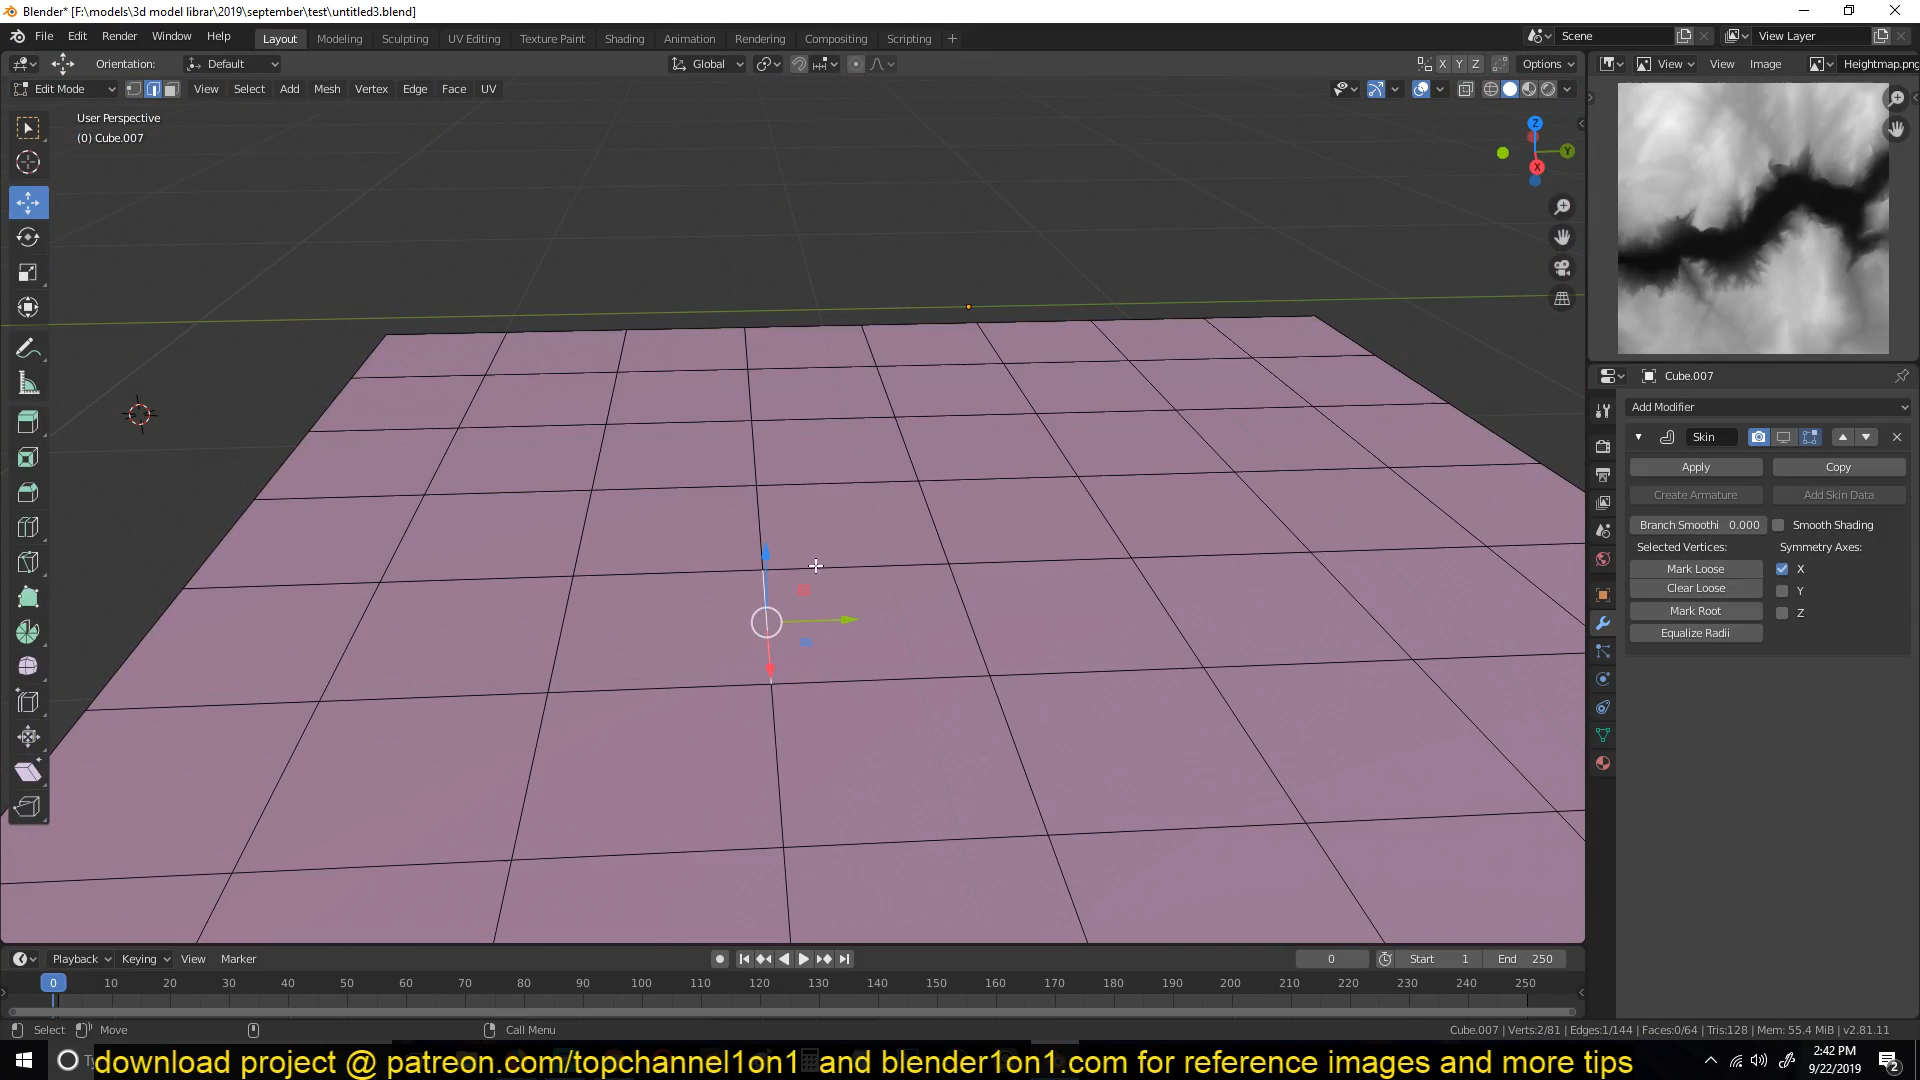 Blender* [F:\models\3d model librar\2019\september\test\untitled3.blend]
File Edit Render Window Help Layout Modeling Sculpting UV Editing Texture Paint Shading Animation Rendering Compositing Scripting + Scene View Layer
Orientation: Default Global X Y Z Options View View Image Heightmap.png
Edit Mode View Select Add Mesh Vertex Edge Face UV
User Perspective
(0) Cube.007
Z
Y
X
Cube.007
Add Modifier
Skin
Apply Copy
Create Armature Add Skin Data
Branch Smoothi 0.000 Smooth Shading
Selected Vertices: Symmetry Axes:
Mark Loose X
Clear Loose Y
Mark Root Z
Equalize Radii
Playback Keying View Marker 0 Start 1 End 250
0 10 20 30 40 50 60 70 80 90 100 110 120 130 140 150 160 170 180 190 200 210 220 230 240 250
Select Move Call Menu Cube.007 | Verts:2/81 | Edges:1/144 | Faces:0/64 | Tris:128 | Mem: 55.4 MiB | v2.81.11
download project @ patreon.com/topchannel1on1 and blender1on1.com for reference images and more tips
2:42 PM
9/22/2019
2